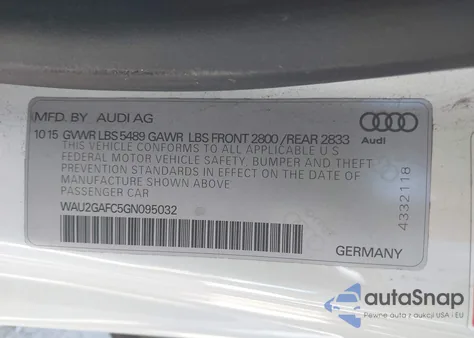 MFD. BY AUDI AG
10 15 GVWR LBS 5489 GAWR LBS FRONT 2800 / REAR 2833
THIS VEHICLE CONFORMS TO ALL APPLICABLE U.S.
FEDERAL MOTOR VEHICLE SAFETY, BUMPER AND THEFT
PREVENTION STANDARDS IN EFFECT ON THE DATE OF
MANUFACTURE SHOWN ABOVE
PASSENGER CAR
WAU2GAFC5GN095032
Audi
4332118
GERMANY
autoSnap
Pewne auta z aukcji USA i EU